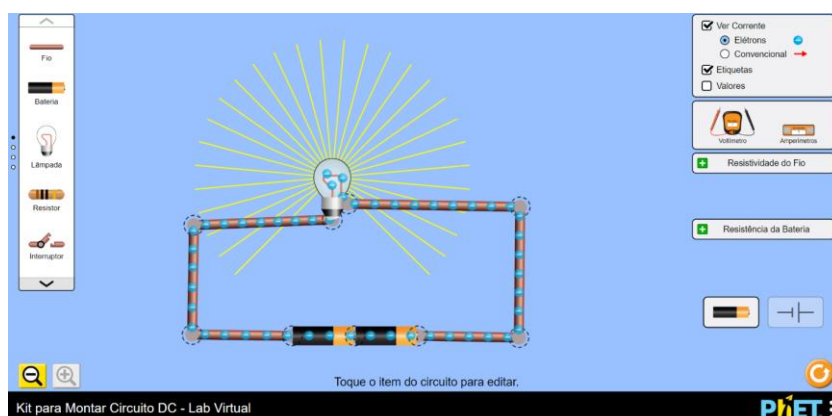 Fio
Bateria
Lâmpada
Resistor
Interruptor
Ver Corrente
Elétrons
Convencional
Etiquetas
Valores
Voltímetro
Amperímetros
Resistividade do Fio
Resistência da Bateria
Toque o item do circuito para editar.
Kit para Montar Circuito DC - Lab Virtual
PhET